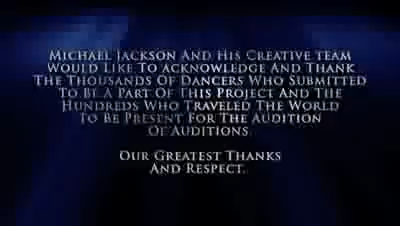 Michael Jackson And His Creative team
Would Like To Acknowledge And Thank
The Thousands Of Dancers Who Submitted
To Be A Part Of This Project And The
Hundreds Who Traveled The World
To Be Present For The Audition
Of Auditions.
Our Greatest Thanks
And Respect.